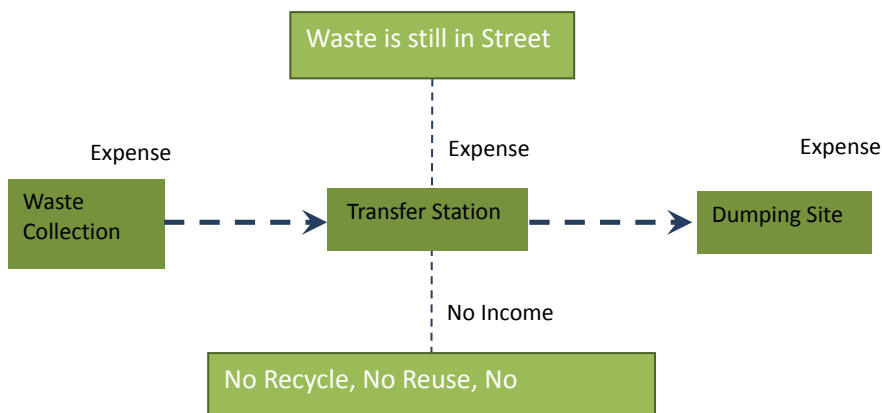 Waste is still in Street
Expense
Expense
Expense
Waste
Collection
Transfer Station
Dumping Site
No Income
No Recycle, No Reuse, No